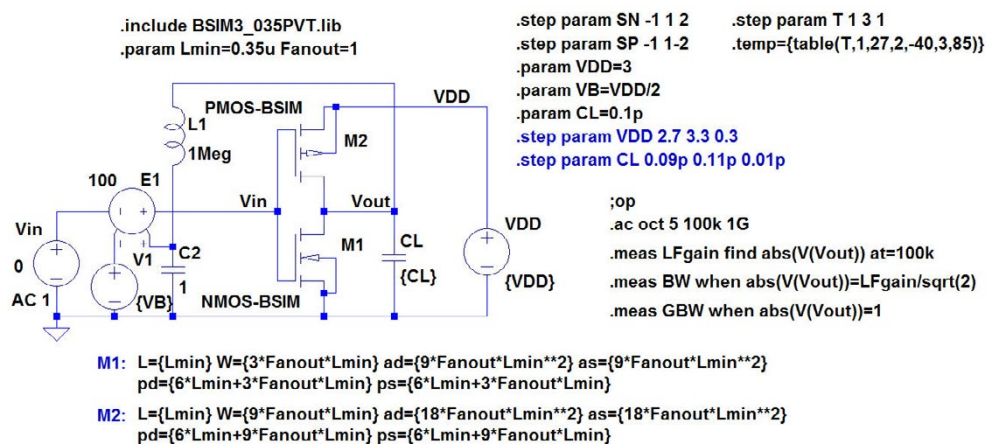 .include BSIM3_035PVT.lib
.param Lmin=0.35u Fanout=1
.step param SN -1 1 2
.step param T 1 3 1
.step param SP -1 1-2
.temp={table(T,1,27,2,-40,3,85)}
.param VDD=3
.param VB=VDD/2
.param CL=0.1p
.step param VDD 2.7 3.3 0.3
.step param CL 0.09p 0.11p 0.01p
PMOS-BSIM
VDD
L1
M2
1Meg
100
E1
Vin
Vout
Vin
M1
CL
VDD
V1
C2
0
{CL}
{VDD}
1
AC 1
{VB}
NMOS-BSIM
;op
.ac oct 5 100k 1G
.meas LFgain find abs(V(Vout)) at=100k
.meas BW when abs(V(Vout))=LFgain/sqrt(2)
.meas GBW when abs(V(Vout))=1
M1: L={Lmin} W={3*Fanout*Lmin} ad={9*Fanout*Lmin**2} as={9*Fanout*Lmin**2}
pd={6*Lmin+3*Fanout*Lmin} ps={6*Lmin+3*Fanout*Lmin}
M2: L={Lmin} W={9*Fanout*Lmin} ad={18*Fanout*Lmin**2} as={18*Fanout*Lmin**2}
pd={6*Lmin+9*Fanout*Lmin} ps={6*Lmin+9*Fanout*Lmin}